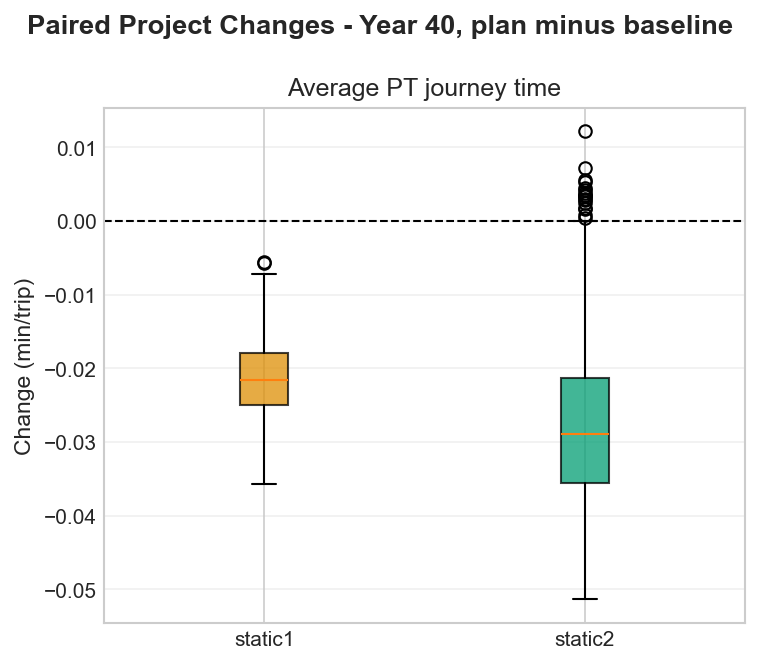 Paired Project Changes - Year 40, plan minus baseline
Average PT journey time
Change (min/trip)
0.01
0.00
−0.01
−0.02
−0.03
−0.04
−0.05
static1
static2